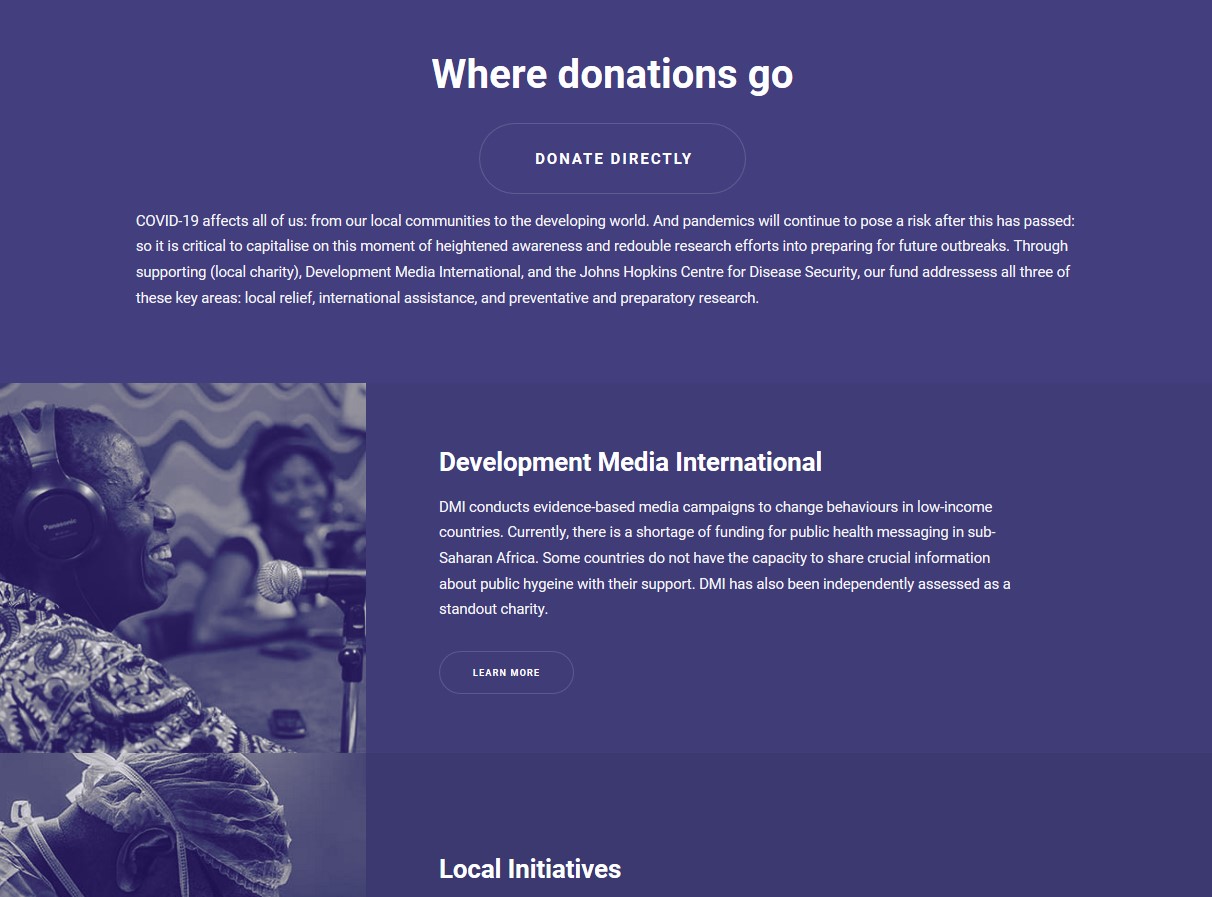 Where donations go
DONATE DIRECTLY
COVID-19 affects all of us: from our local communities to the developing world. And pandemics will continue to pose a risk after this has passed:
so it is critical to capitalise on this moment of heightened awareness and redouble research efforts into preparing for future outbreaks. Through
supporting (local charity), Development Media International, and the Johns Hopkins Centre for Disease Security, our fund addressess all three of
these key areas: local relief, international assistance, and preventative and preparatory research.
Panasonic
Development Media International
DMI conducts evidence-based media campaigns to change behaviours in low-income
countries. Currently, there is a shortage of funding for public health messaging in sub-
Saharan Africa. Some countries do not have the capacity to share crucial information
about public hygeine with their support. DMI has also been independently assessed as a
standout charity.
LEARN MORE
Local Initiatives